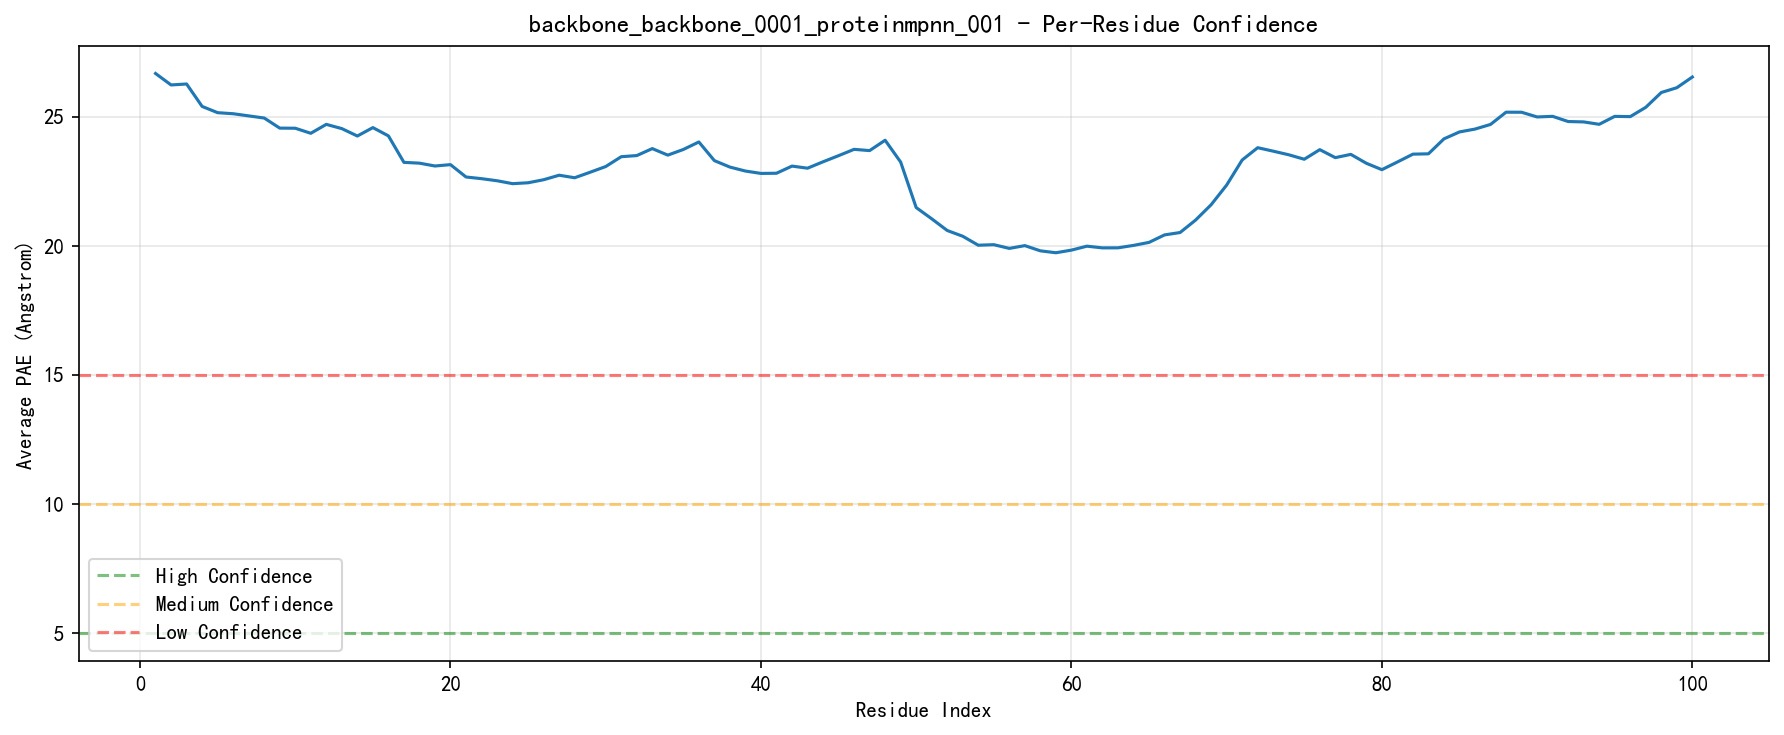 backbone_backbone_0001_proteinmpnn_001 - Per-Residue Confidence
Average PAE (Angstrom)
25
20
15
10
5
High Confidence
Medium Confidence
Low Confidence
0 20 40 60 80 100
Residue Index